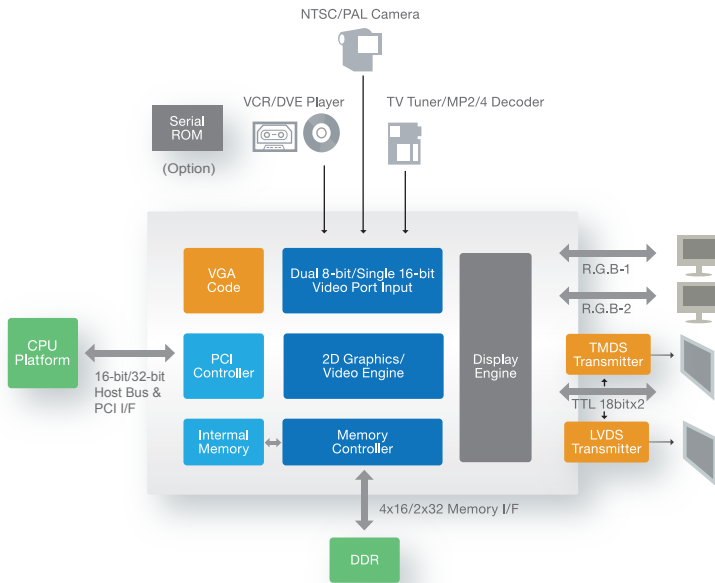 NTSC/PAL Camera
VCR/DVE Player
TV Tuner/MP2/4 Decoder
Serial
ROM
(Option)
VGA
Code
Dual 8-bit/Single 16-bit
Video Port Input
R.G.B-1
R.G.B-2
CPU
Platform
16-bit/32-bit
Host Bus &
PCI I/F
PCI
Controller
2D Graphics/
Video Engine
Display
Engine
TMDS
Transmitter
TTL 18bitx2
LVDS
Transmitter
Internal
Memory
Memory
Controller
4x16/2x32 Memory I/F
DDR